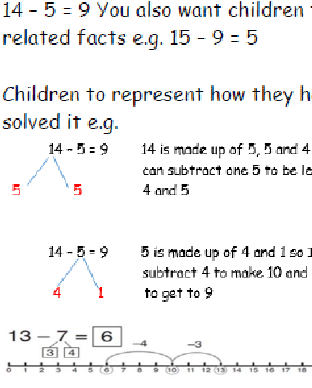 14 – 5 = 9 You also want children
related facts e.g. 15 – 9 = 5
Children to represent how they h
solved it e.g.
14 – 5 = 9
14 is made up of 5, 5 and 4
can subtract one 5 to be le
5 5
4 and 5
14 – 5 = 9
5 is made up of 4 and 1 so I
subtract 4 to make 10 and
4 1
to get to 9
13 – 7 = 6
3 4
–4 –3
0 1 2 3 4 5 6 7 8 9 10 11 12 13 14 15 16 17 18